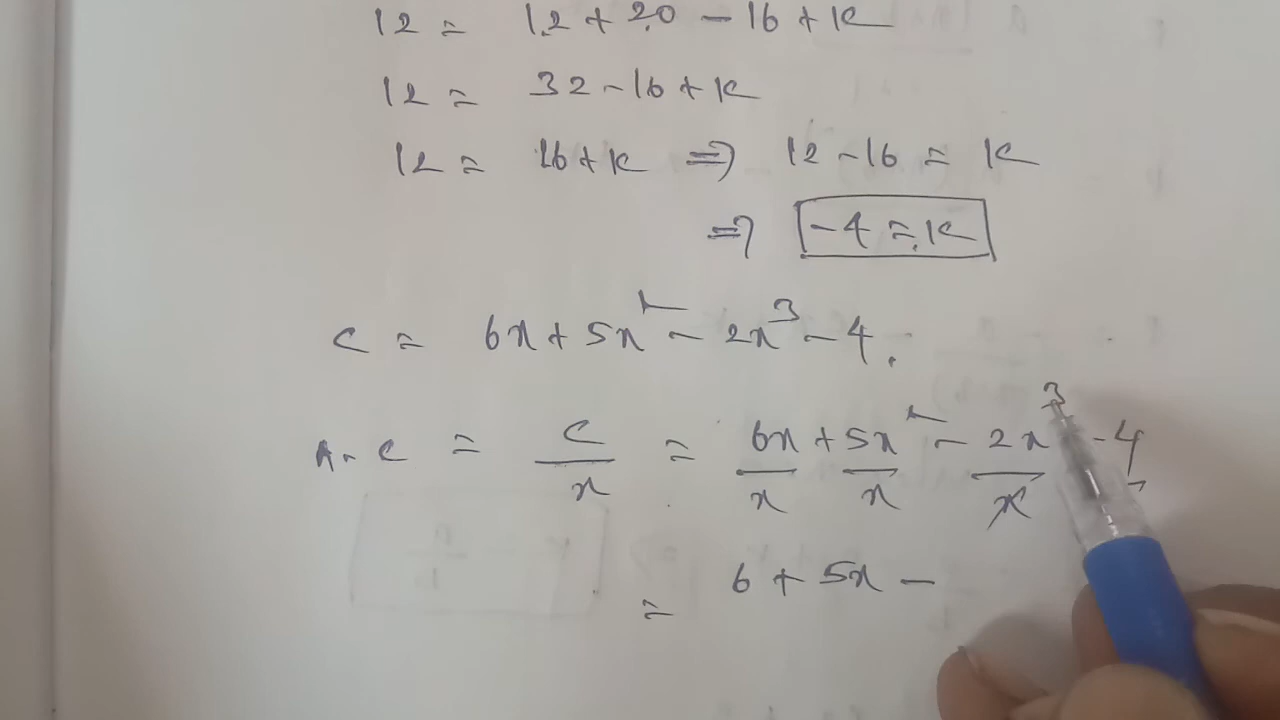 12 = 12 + 20 - 16 + K
12 = 32 - 16 + K
12 = 16 + K ⇒ 12 - 16 = K
⇒ -4 = K
C = 6x + 5x² - 2x³ - 4.
A.C = C/x = 6x/x + 5x²/x - 2x³/x - 4
= 6 + 5x -